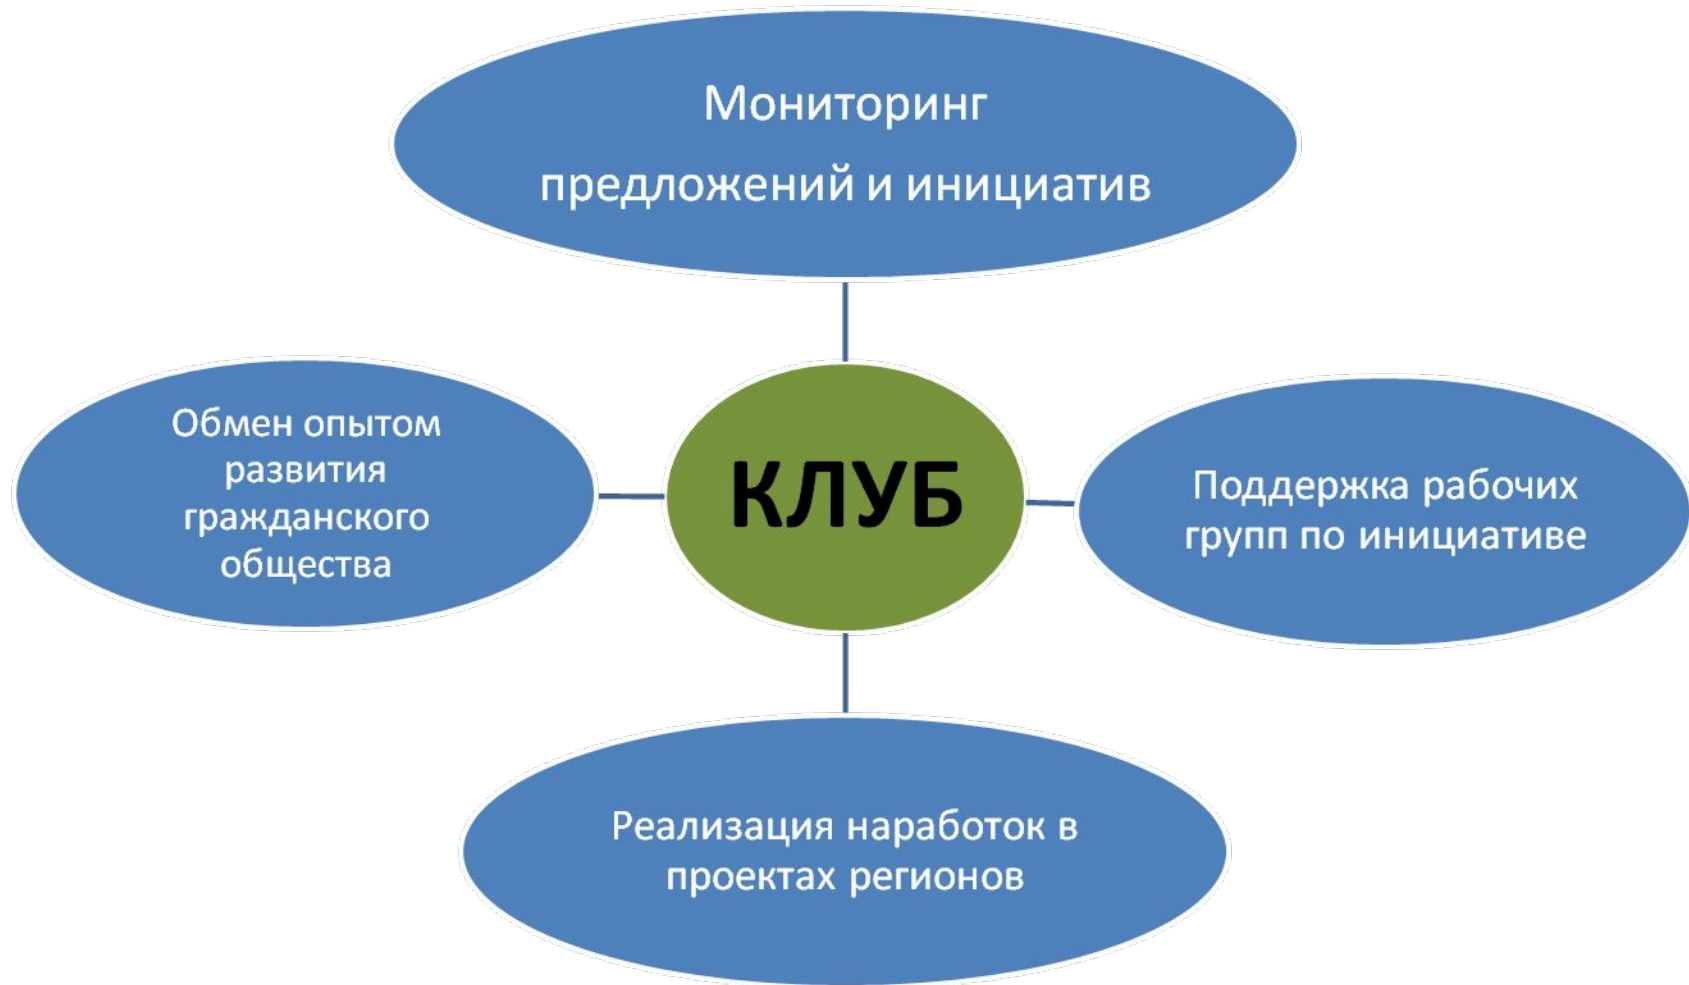 Мониторинг
предложений и инициатив
Обмен опытом
развития
гражданского
общества
КЛУБ
Поддержка рабочих
групп по инициативе
Реализация наработок в
проектах регионов